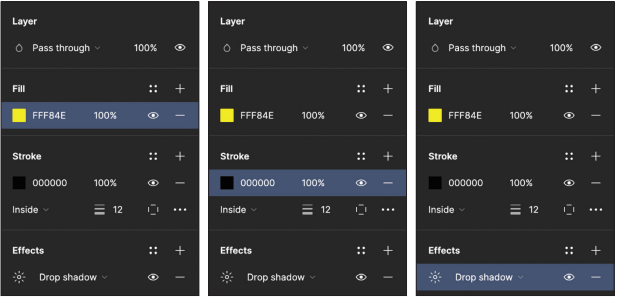 Layer
Pass through 100%
Fill
FFF84E 100%
Stroke
000000 100%
Inside 12
Effects
Drop shadow
Layer
Pass through 100%
Fill
FFF84E 100%
Stroke
000000 100%
Inside 12
Effects
Drop shadow
Layer
Pass through 100%
Fill
FFF84E 100%
Stroke
000000 100%
Inside 12
Effects
Drop shadow